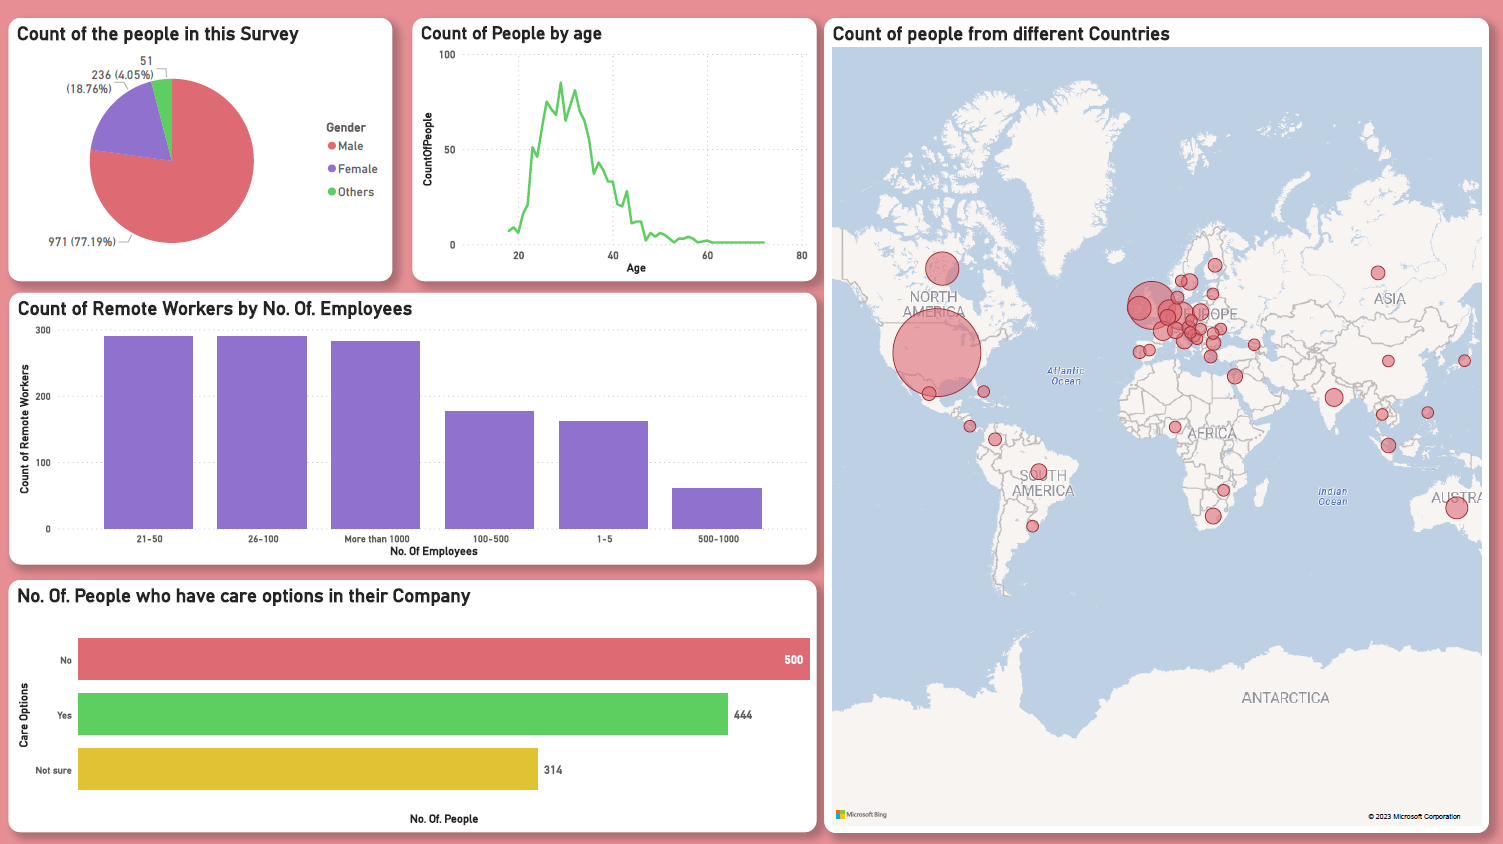 Count of the people in this Survey
51
236 (4.05%)
(18.76%)
971 (77.19%)
Gender
Male
Female
Others
Count of People by age
CountOfPeople
100
50
0
20
40
60
80
Age
Count of Remote Workers by No. Of. Employees
Count of Remote Workers
300
200
100
0
21-50
26-100
More than 1000
100-500
1-5
500-1000
No. Of Employees
No. Of. People who have care options in their Company
Care Options
No
500
Yes
444
Not sure
314
No. Of. People
Count of people from different Countries
NORTH
AMERICA
EUROPE
ASIA
Atlantic
Ocean
AFRICA
SOUTH
AMERICA
Indian
Ocean
AUSTRA
ANTARCTICA
Microsoft Bing
© 2023 Microsoft Corporation